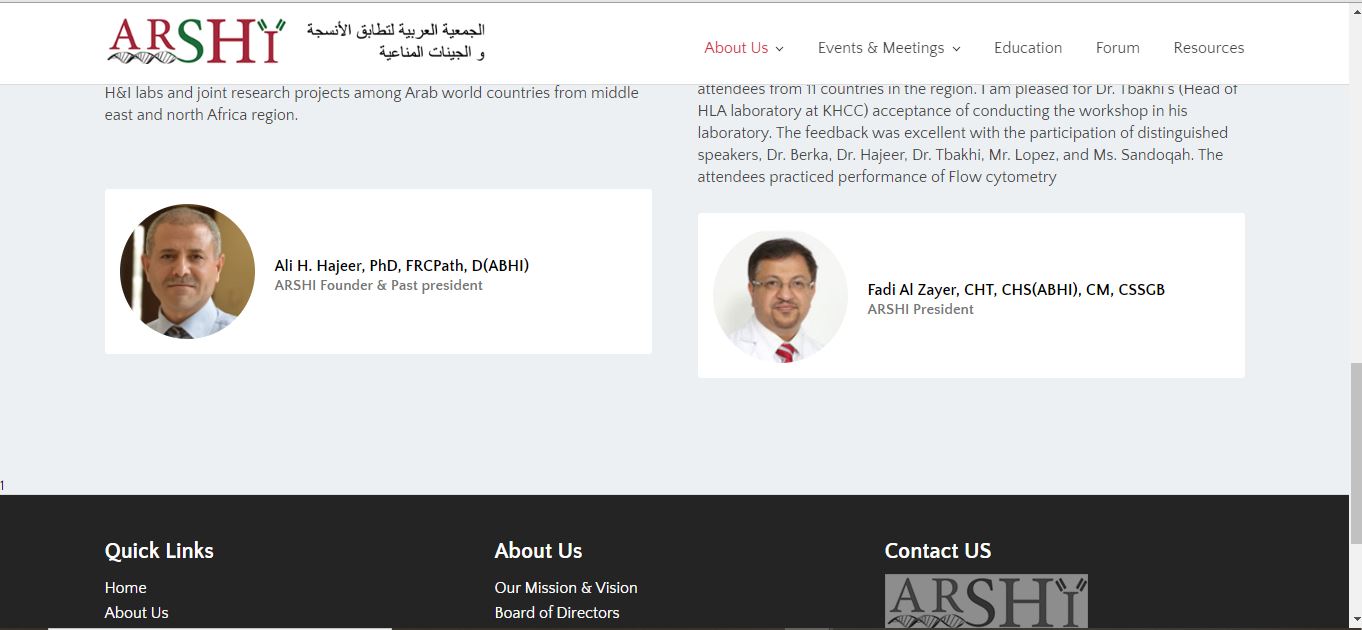 ARSHI
الجمعية العربية لتطابق الأنسجة
و الجينات المناعية
About Us
Events & Meetings
Education
Forum
Resources
H&I labs and joint research projects among Arab world countries from middle
east and north Africa region.
Ali H. Hajeer, PhD, FRCPath, D(ABHI)
ARSHI Founder & Past president
attendees from 11 countries in the region. I am pleased for Dr. Tbakhi's (Head of
HLA laboratory at KHCC) acceptance of conducting the workshop in his
laboratory. The feedback was excellent with the participation of distinguished
speakers, Dr. Berka, Dr. Hajeer, Dr. Tbakhi, Mr. Lopez, and Ms. Sandoqah. The
attendees practiced performance of Flow cytometry
Fadi Al Zayer, CHT, CHS(ABHI), CM, CSSGB
ARSHI President
1
Quick Links
Home
About Us
About Us
Our Mission & Vision
Board of Directors
Contact US
ARSHI